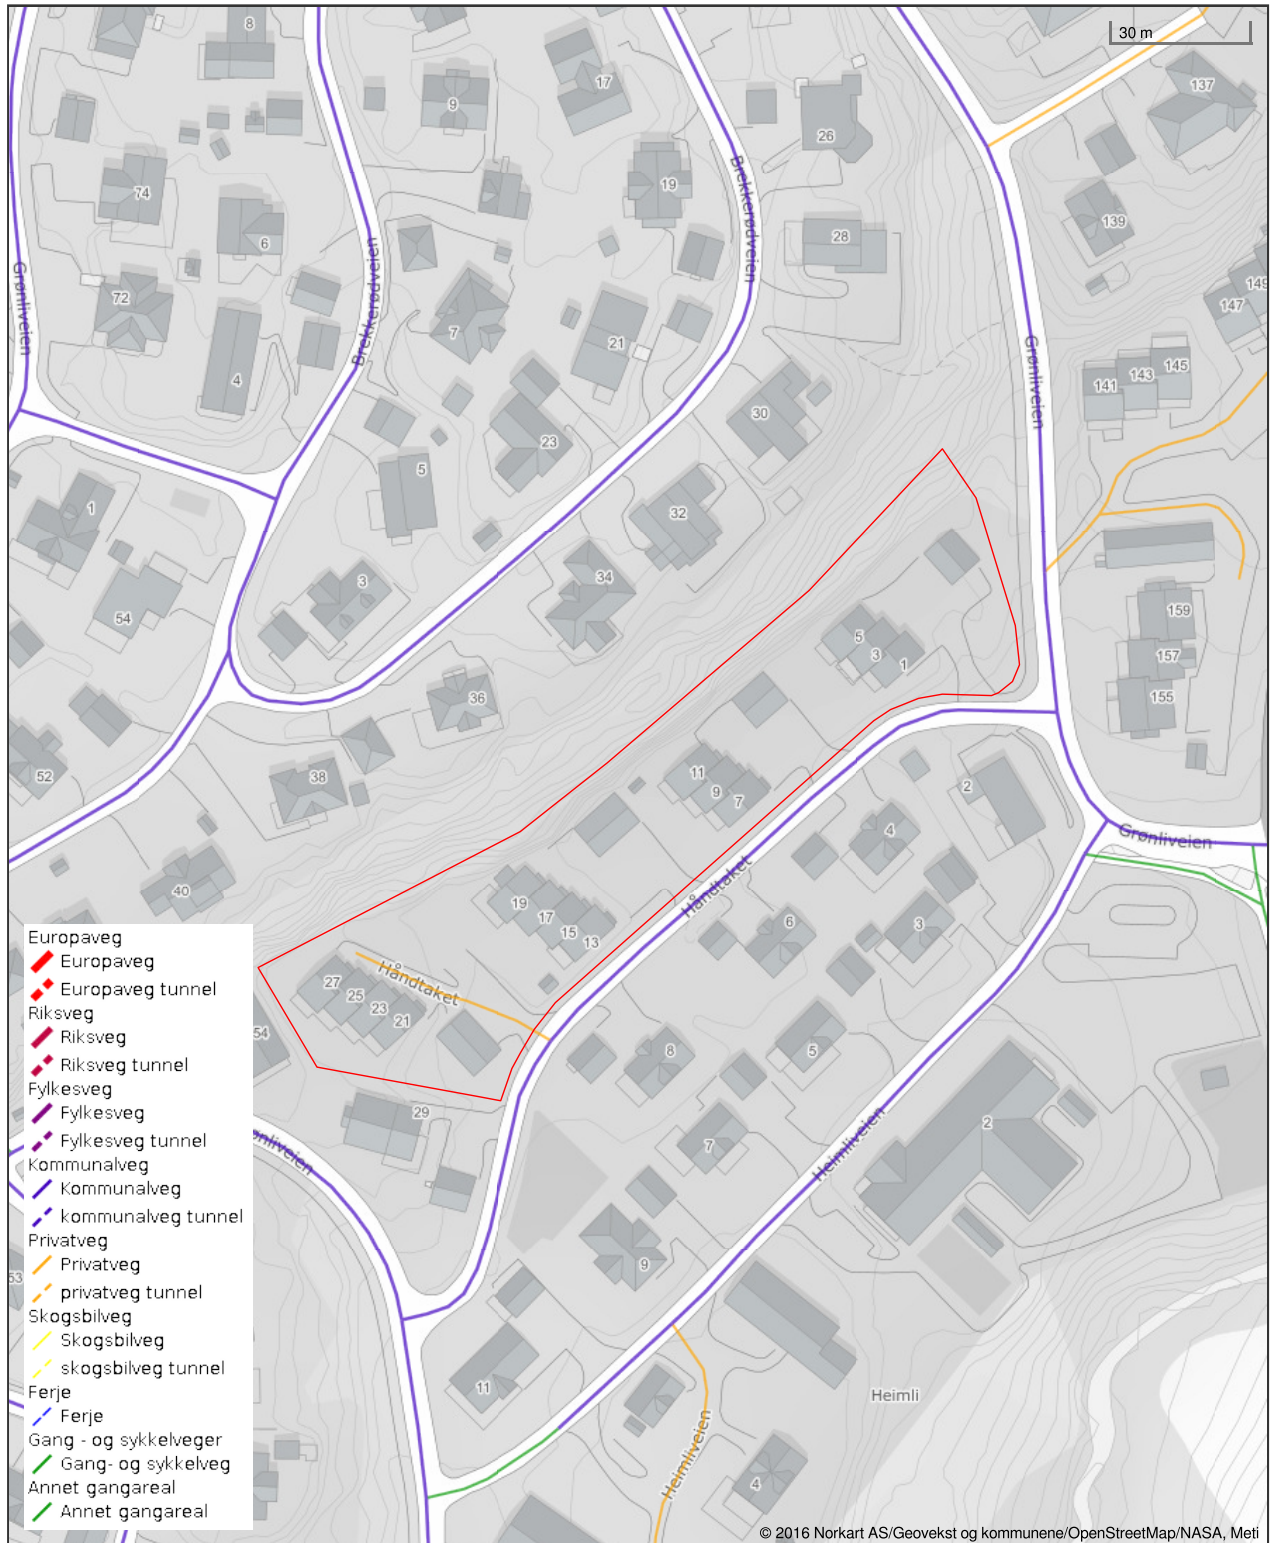 30 m
8
9
17
26
137
74
6
19
28
139
Brekkerødveien
Brekkerødveien
Grønliveien
72
7
21
147
149
4
Grønliveien
141
143
145
30
23
5
1
32
3
34
54
5
3
1
159
157
155
36
38
52
11
9
7
2
4
Grønliveien
40
19
17
15
13
Håndtaket
6
3
27
25
23
21
Håndtaket
54
8
5
29
2
7
Heimliveien
ønliveien
9
53
11
Heimli
Heimliveien
4
Europaveg
Europaveg
Europaveg tunnel
Riksveg
Riksveg
Riksveg tunnel
Fylkesveg
Fylkesveg
Fylkesveg tunnel
Kommunalveg
Kommunalveg
kommunalveg tunnel
Privatveg
Privatveg
privatveg tunnel
Skogsbilveg
Skogsbilveg
skogsbilveg tunnel
Ferje
Ferje
Gang - og sykkelveger
Gang- og sykkelveg
Annet gangareal
Annet gangareal
© 2016 Norkart AS/Geovekst og kommunene/OpenStreetMap/NASA, Meti